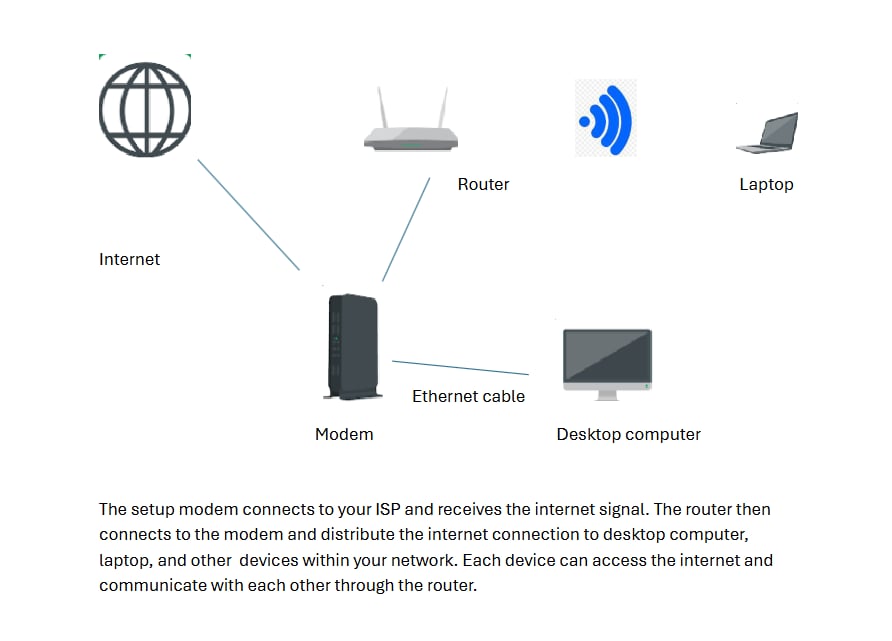 Router
Laptop
Internet
Ethernet cable
Modem
Desktop computer
The setup modem connects to your ISP and receives the internet signal. The router then
connects to the modem and distribute the internet connection to desktop computer,
laptop, and other  devices within your network. Each device can access the internet and
communicate with each other through the router.